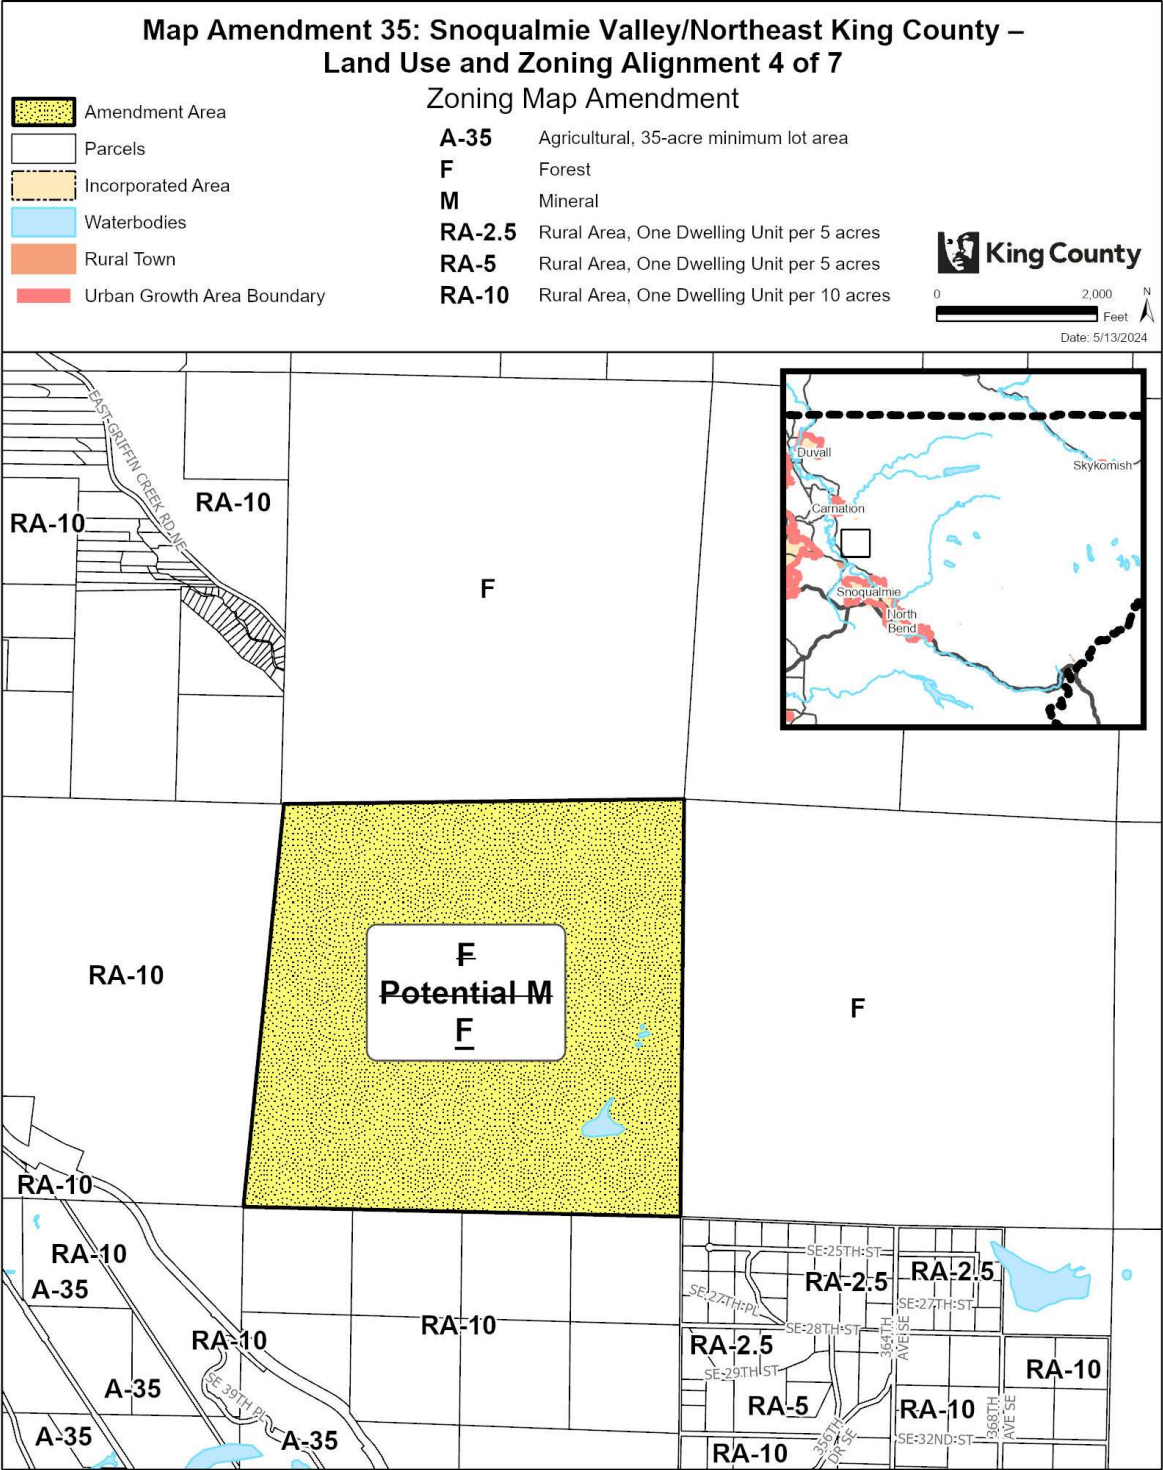 Map Amendment 35: Snoqualmie Valley/Northeast King County –
Land Use and Zoning Alignment 4 of 7
Zoning Map Amendment
Amendment Area
Parcels
Incorporated Area
Waterbodies
Rural Town
Urban Growth Area Boundary
A-35 Agricultural, 35-acre minimum lot area
F Forest
M Mineral
RA-2.5 Rural Area, One Dwelling Unit per 5 acres
RA-5 Rural Area, One Dwelling Unit per 5 acres
RA-10 Rural Area, One Dwelling Unit per 10 acres
King County
0 2,000
Feet
N
Date: 5/13/2024
EAST GRIFFIN CREEK RD NE
RA-10
RA-10
F
Duvall
Skykomish
Carnation
Snoqualmie
North
Bend
RA-10
F
Potential M
F
F
RA-10
RA-10
A-35
RA-10
A-35
A-35
A-35
SE 39TH PL
RA-10
SE 25TH ST
RA-2.5
RA-2.5
SE 27TH PL
SE 27TH ST
SE 28TH ST
364TH
AVE SE
RA-2.5
SE 29TH ST
RA-5
RA-10
RA-10
368TH
AVE SE
SE 32ND ST
356TH
DR SE
RA-10